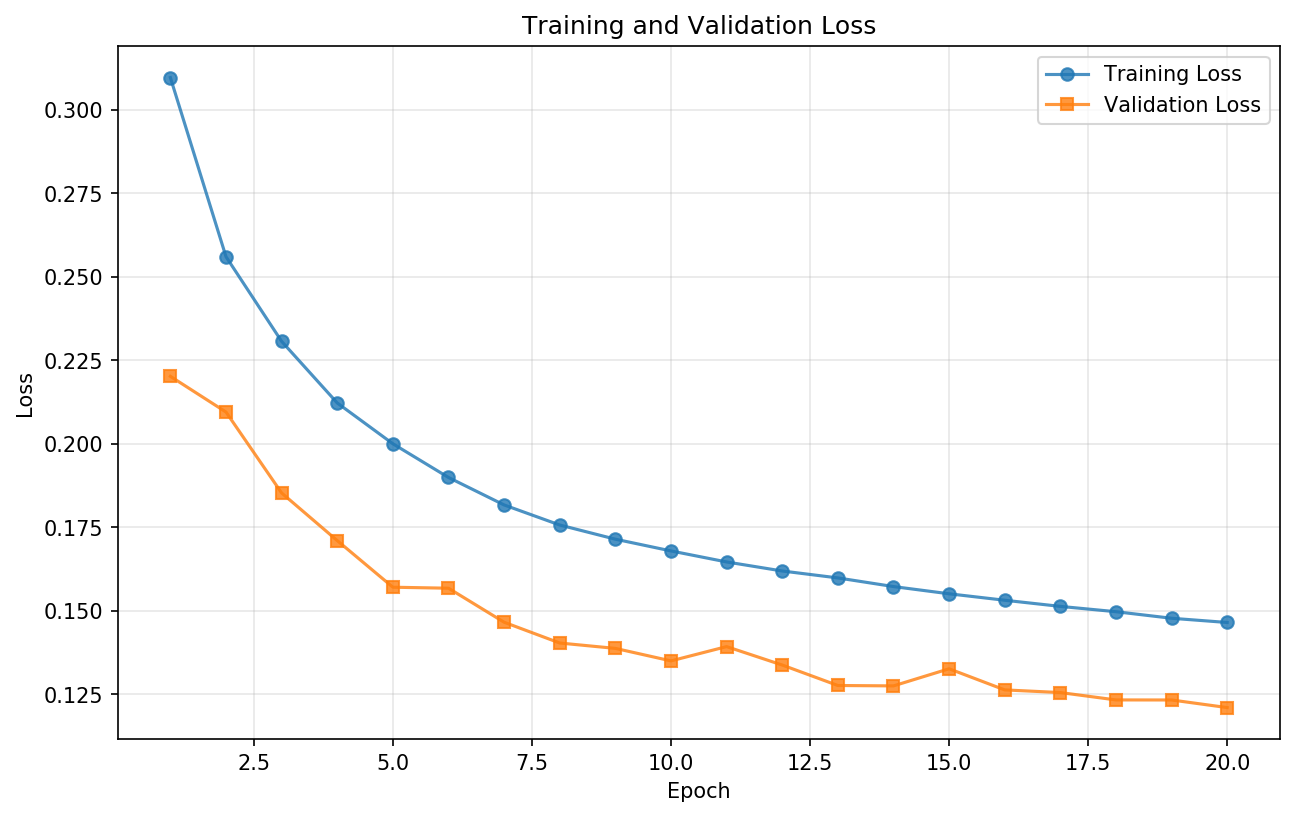 Training and Validation Loss
Training Loss
Validation Loss
0.300
0.275
0.250
0.225
0.200
0.175
0.150
0.125
Loss
2.5 5.0 7.5 10.0 12.5 15.0 17.5 20.0
Epoch